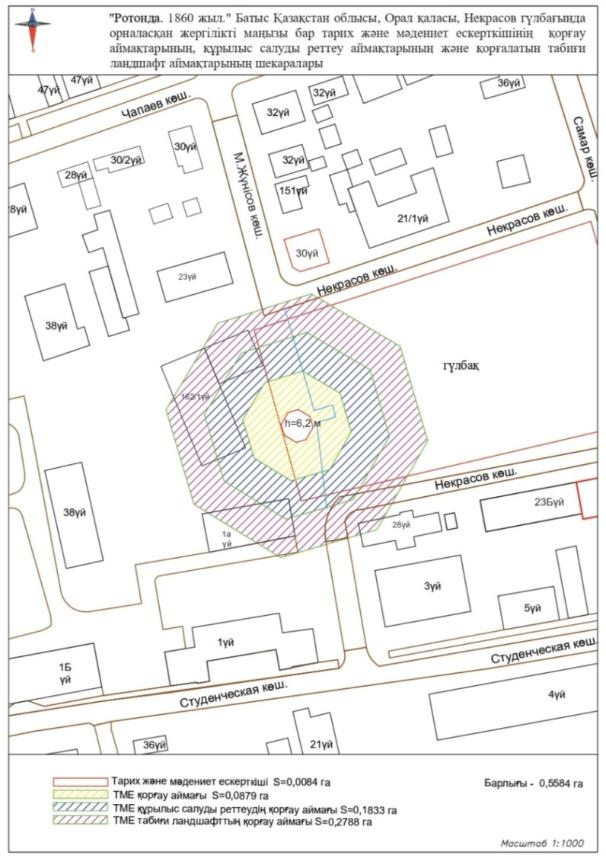 "Ротонда. 1860 жыл." Батыс Қазақстан облысы, Орал қаласы, Некрасов гүлбағында
орналасқан жергілікті маңызы бар тарих және мәдениет ескерткішінің қорғау
аймақтарының, құрылыс салуды реттеу аймақтарының және қорғалатын табиғи
ландшафт аймақтарының шекаралары
47үй
47үй
Чапаев көш.
32үй
32үй
36үй
Самар көш.
30үй
30/2үй
28үй
8үй
М.Жүнісов көш.
32үй
151үй
21/1үй
Некрасов көш.
30үй
Некрасов көш.
23үй
38үй
гүлбақ
162/1үй
h=6,2 м
Некрасов көш.
38үй
23Бүй
1а
үй
28үй
3үй
5үй
1үй
1Б
үй
Студенческая көш.
Студенческая көш.
4үй
36үй
21үй
Тарих және мәдениет ескерткіші S=0,0084 га
Барлығы - 0,5584 га
ТМЕ қорғау аймағы S=0,0879 га
ТМЕ құрылыс салуды реттеудің қорғау аймағы S=0,1833 га
ТМЕ табиғи ландшафттың қорғау аймағы S=0,2788 га
Масштаб 1:1000